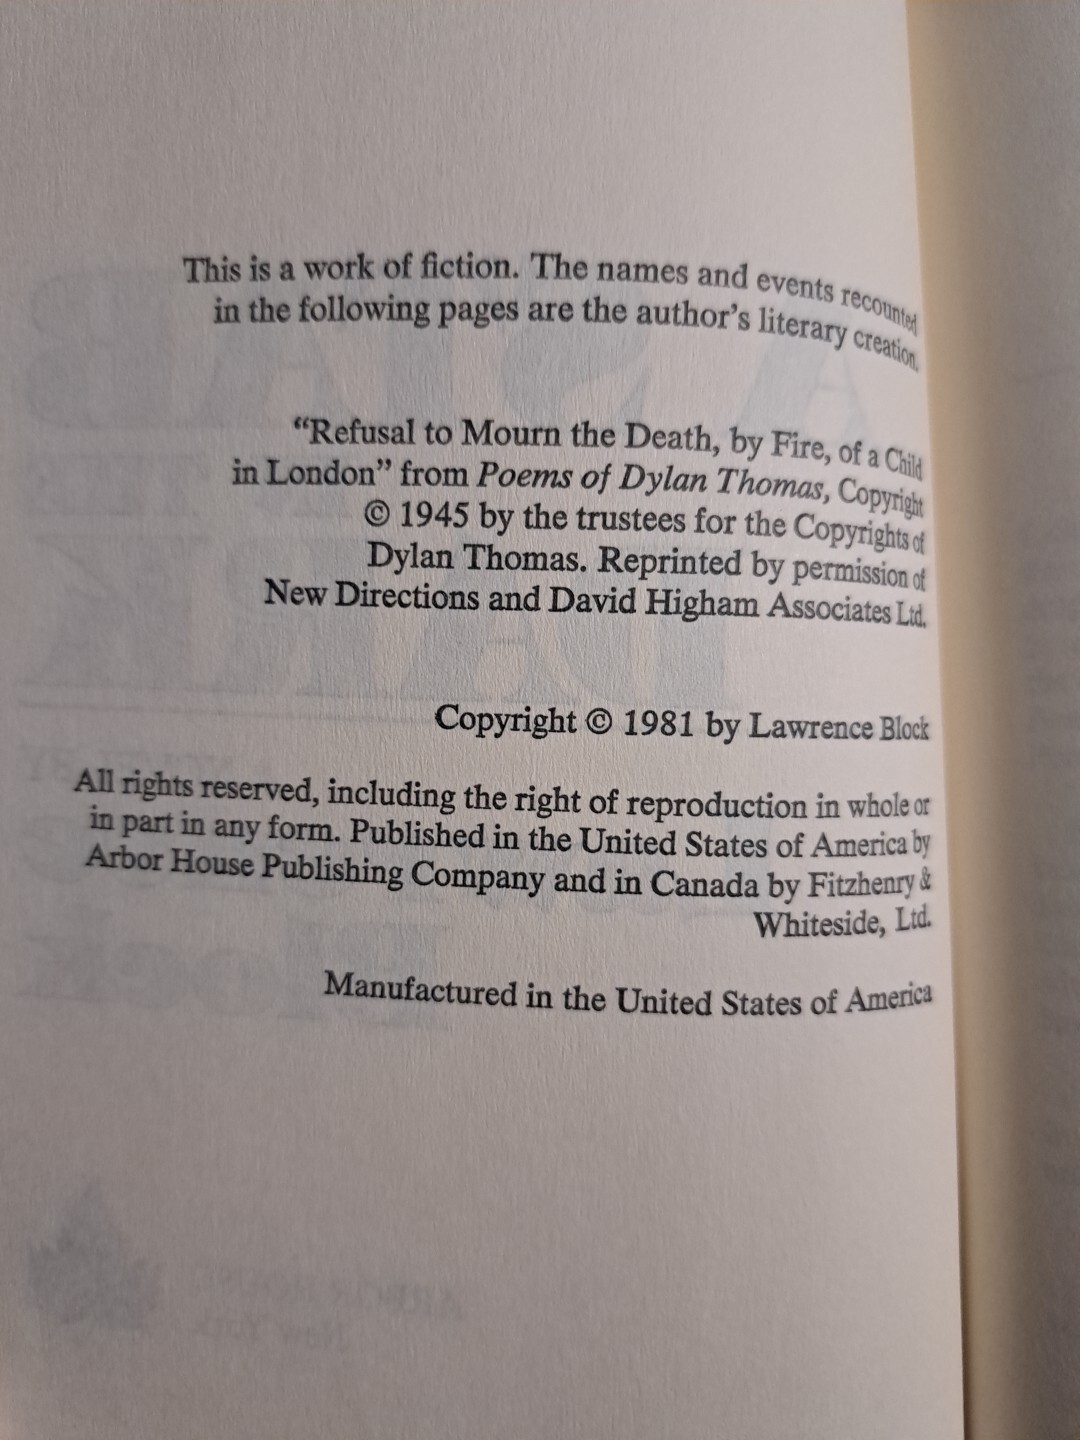 This is a work of fiction. The names and events recounted
in the following pages are the author's literary creation.
“Refusal to Mourn the Death, by Fire, of a Child
in London” from Poems of Dylan Thomas, Copyright
© 1945 by the trustees for the Copyrights of
Dylan Thomas. Reprinted by permission of
New Directions and David Higham Associates Ltd.
Copyright © 1981 by Lawrence Block
All rights reserved, including the right of reproduction in whole or
in part in any form. Published in the United States of America by
Arbor House Publishing Company and in Canada by Fitzhenry &
Whiteside, Ltd.
Manufactured in the United States of America